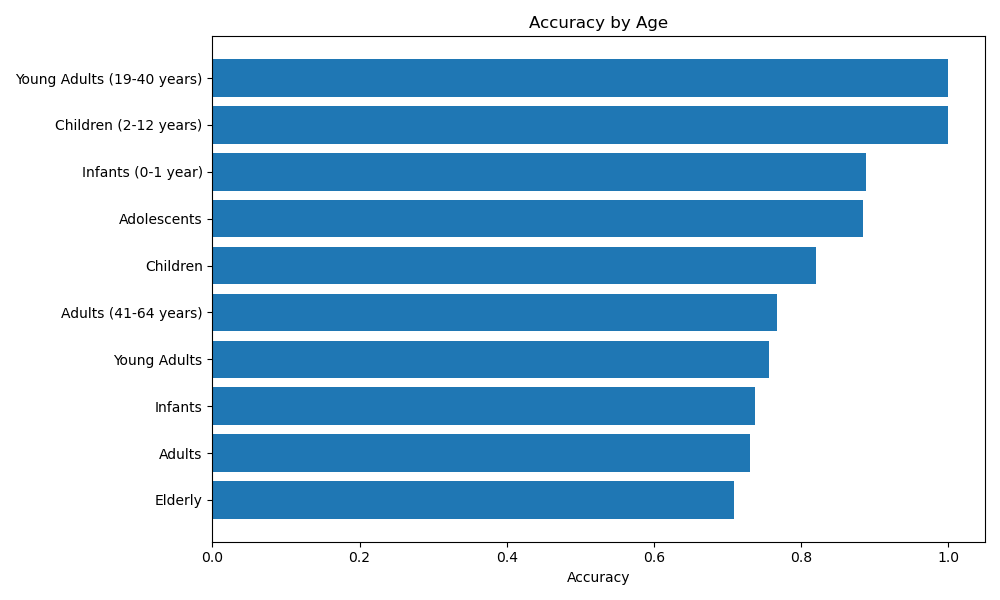 Accuracy by Age
Young Adults (19-40 years)
Children (2-12 years)
Infants (0-1 year)
Adolescents
Children
Adults (41-64 years)
Young Adults
Infants
Adults
Elderly
0.0 0.2 0.4 0.6 0.8 1.0
Accuracy